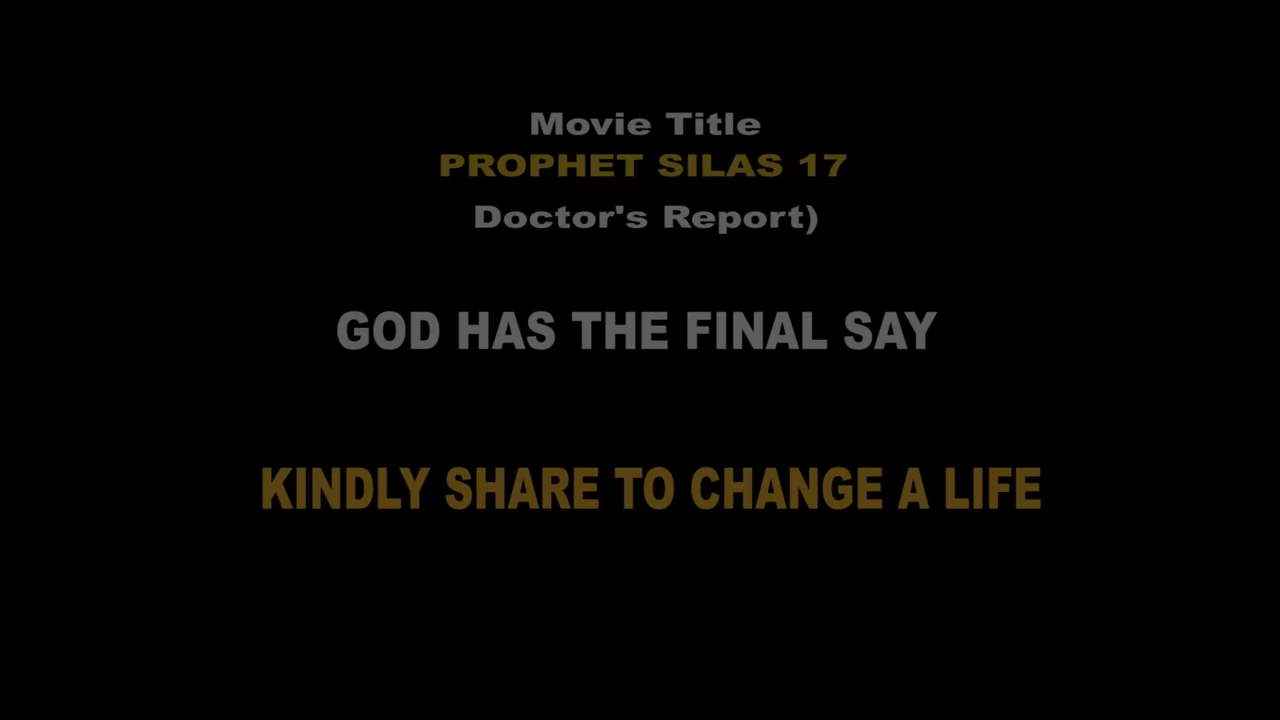 Movie Title
PROPHET SILAS 17
Doctor's Report)
GOD HAS THE FINAL SAY
KINDLY SHARE TO CHANGE A LIFE